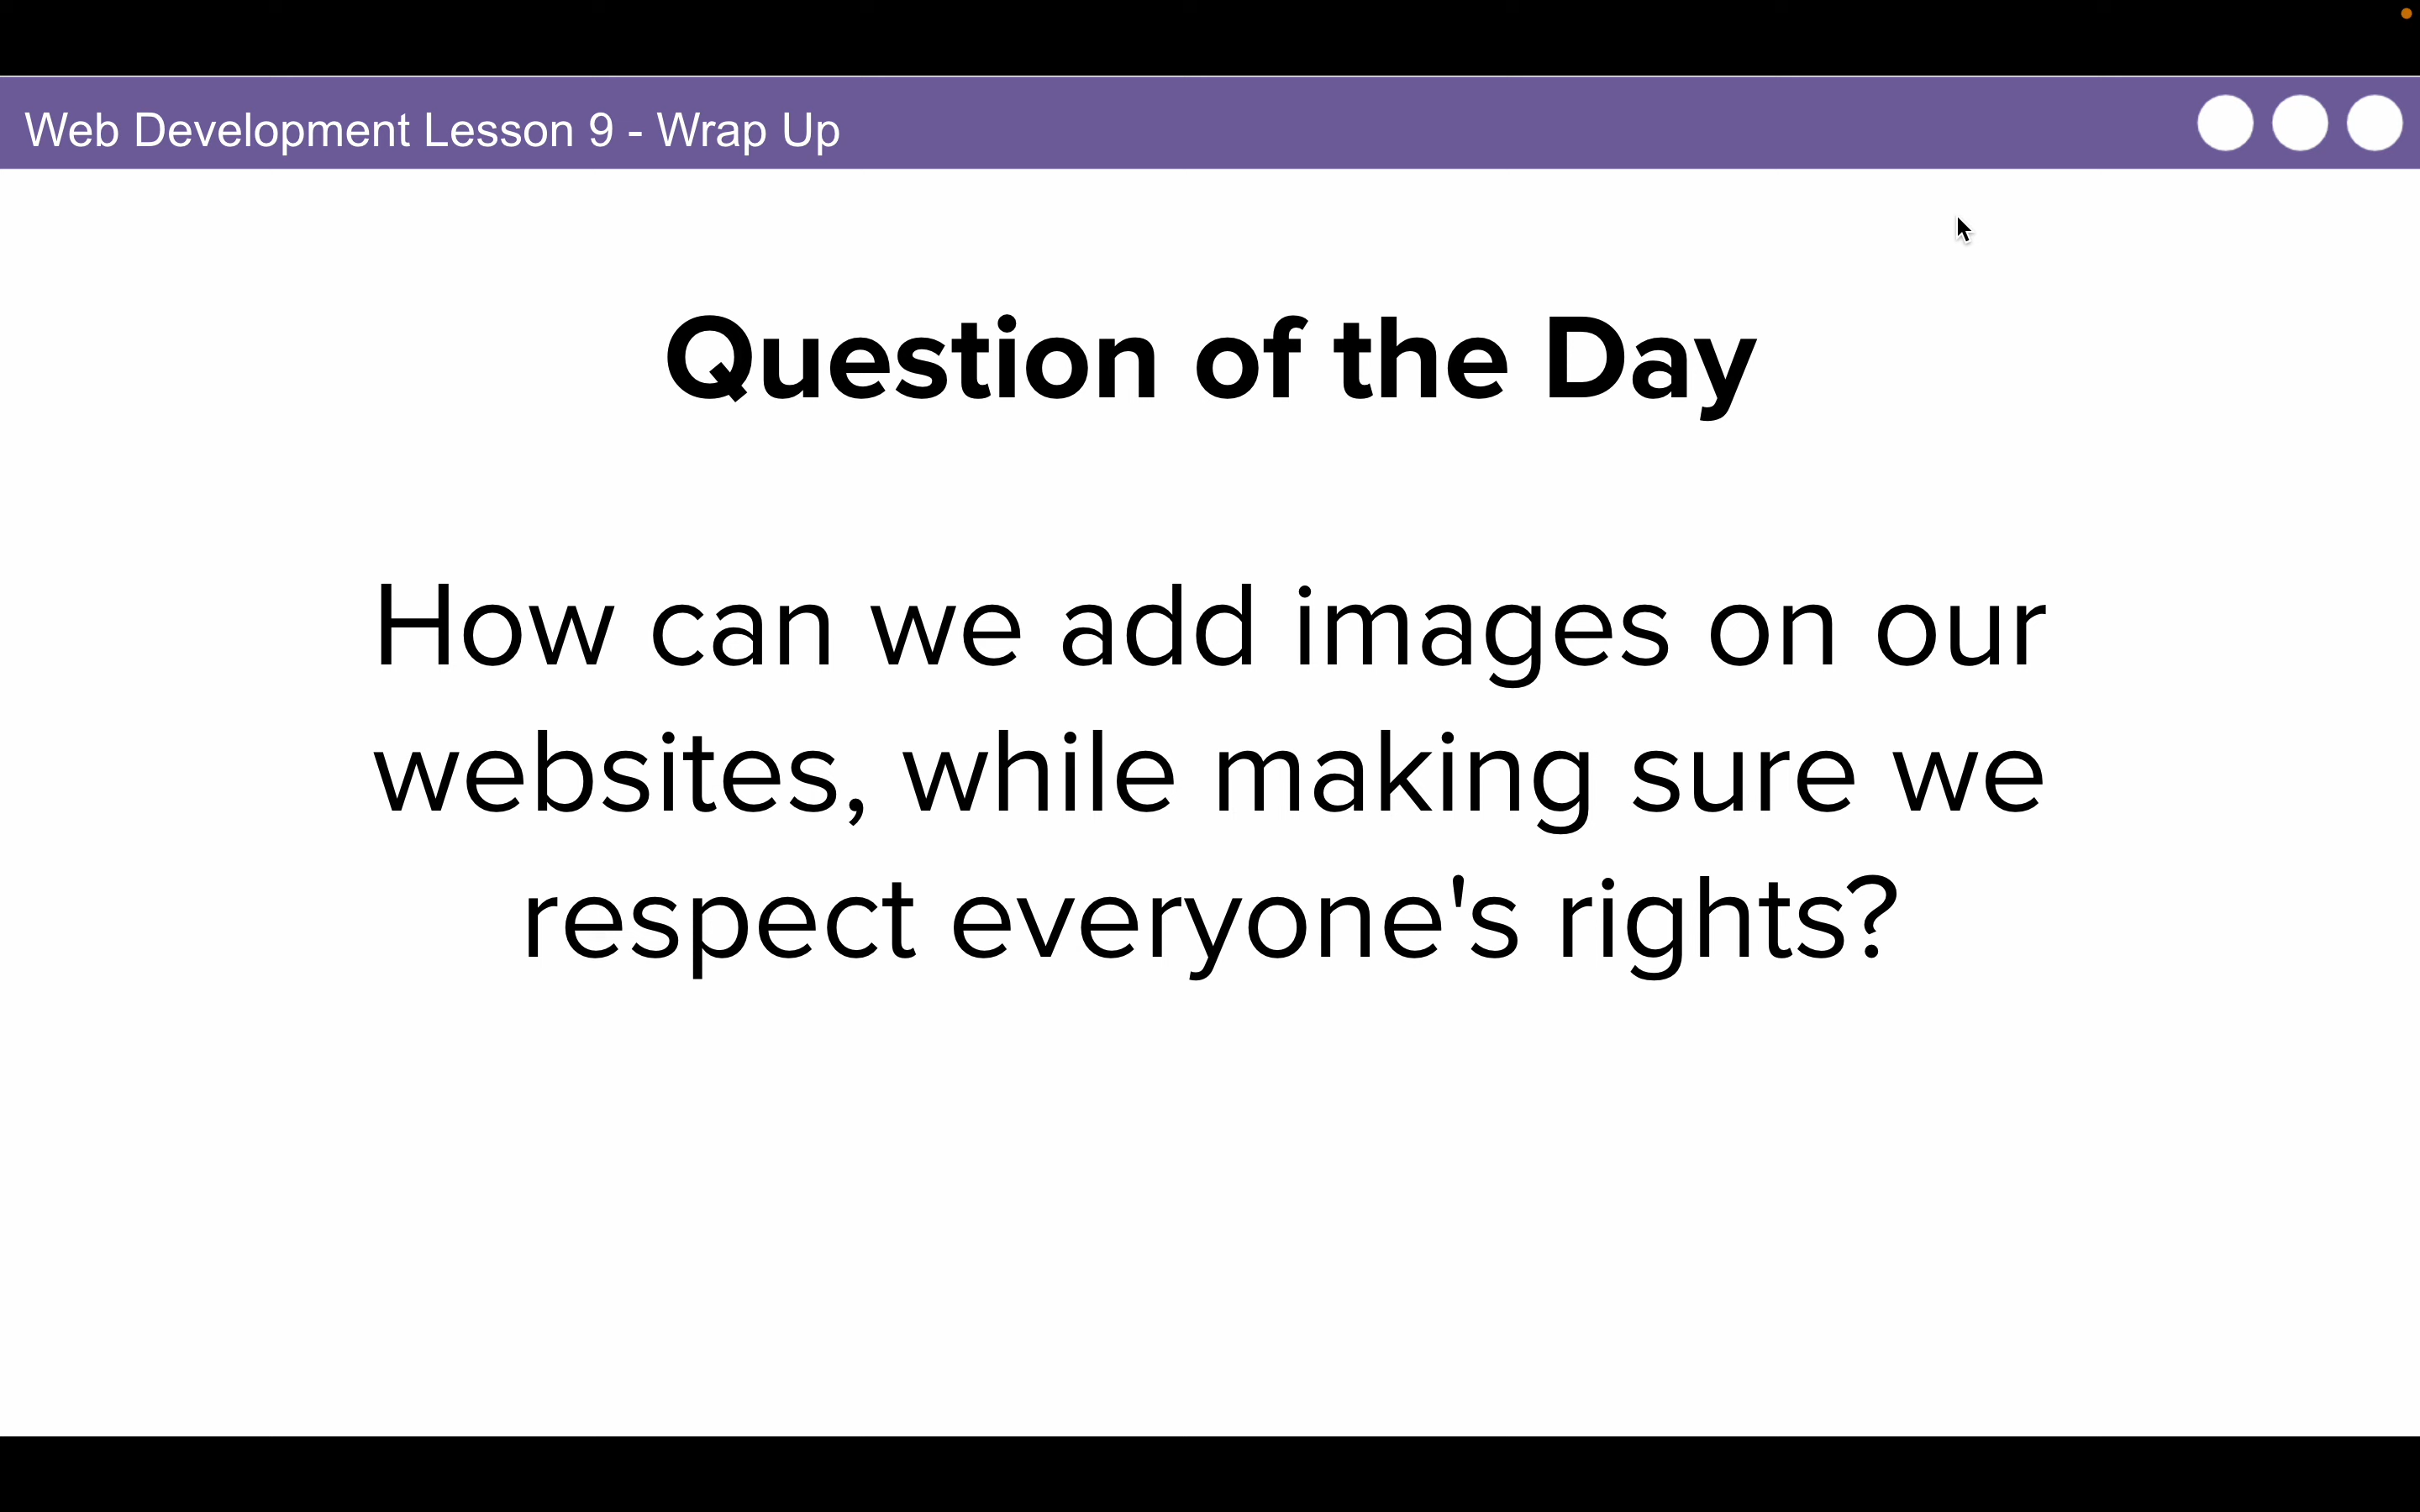 Web Development Lesson 9 - Wrap Up
Question of the Day
How can we add images on our
websites, while making sure we
respect everyone's rights?